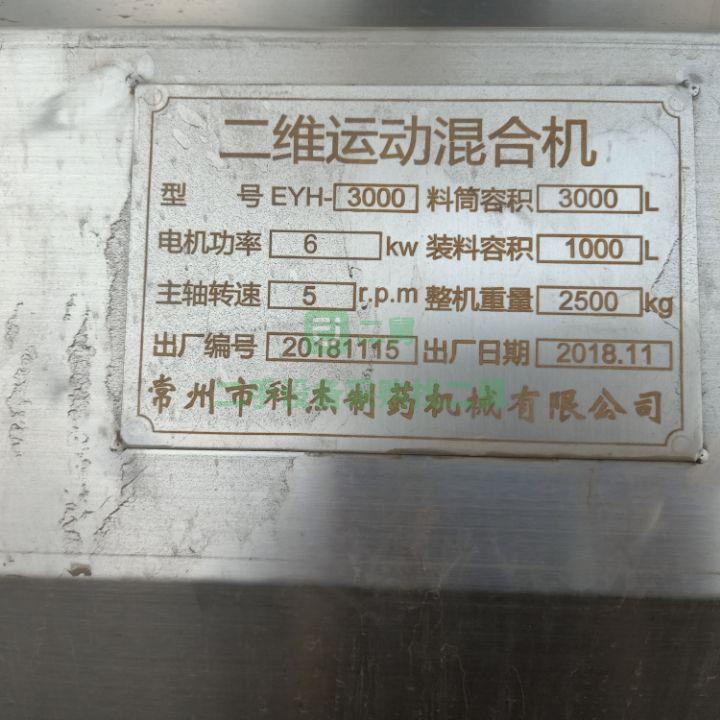 二维运动混合机
型 号 EYH-3000 料筒容积 3000 L
电机功率 6 kw 装料容积 1000 L
主轴转速 5 r.p.m 整机重量 2500 kg
出厂编号 20181115 出厂日期 2018.11
常州市科杰制药机械有限公司